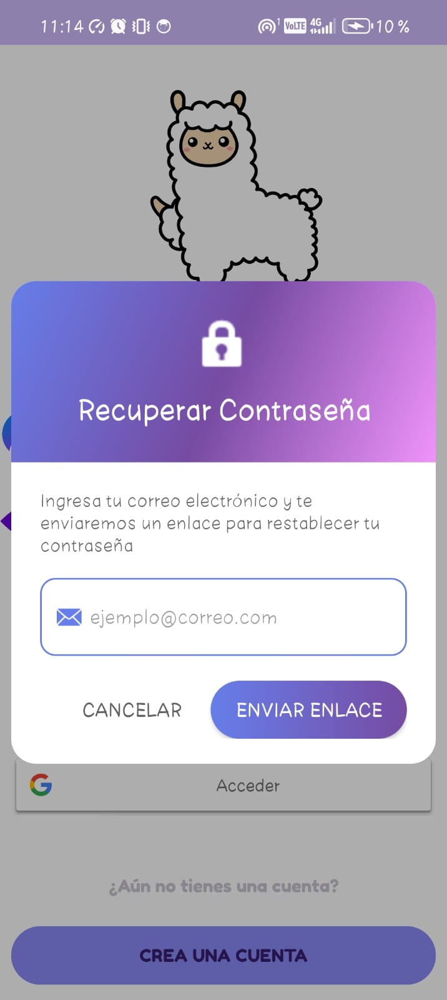 11:14 1 VoLTE 4G 10 %
Recuperar Contraseña
Ingresa tu correo electrónico y te
enviaremos un enlace para restablecer tu
contraseña
ejemplo@correo.com
CANCELAR ENVIAR ENLACE
Acceder
¿Aún no tienes una cuenta?
CREA UNA CUENTA